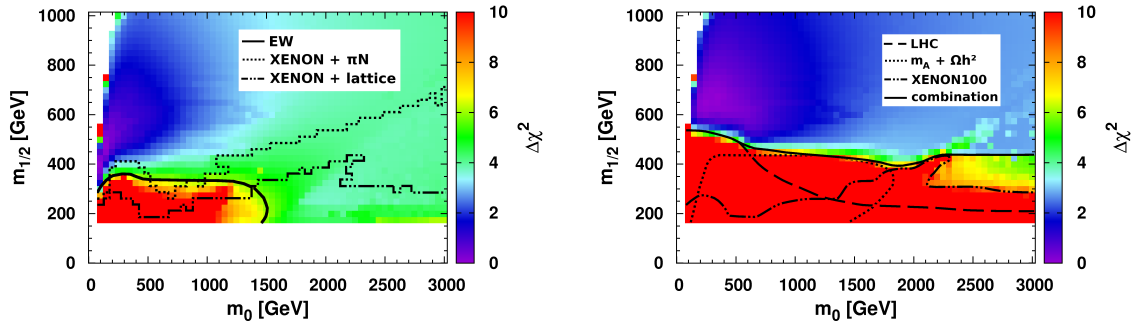 1000
800
600
400
200
0
m1/2 [GeV]
EW
XENON + πN
XENON + lattice
0 500 1000 1500 2000 2500 3000
m0 [GeV]
10
8
6
4
2
0
Δχ²
1000
800
600
400
200
0
m1/2 [GeV]
LHC
mA + Ωh²
XENON100
combination
0 500 1000 1500 2000 2500 3000
m0 [GeV]
10
8
6
4
2
0
Δχ²